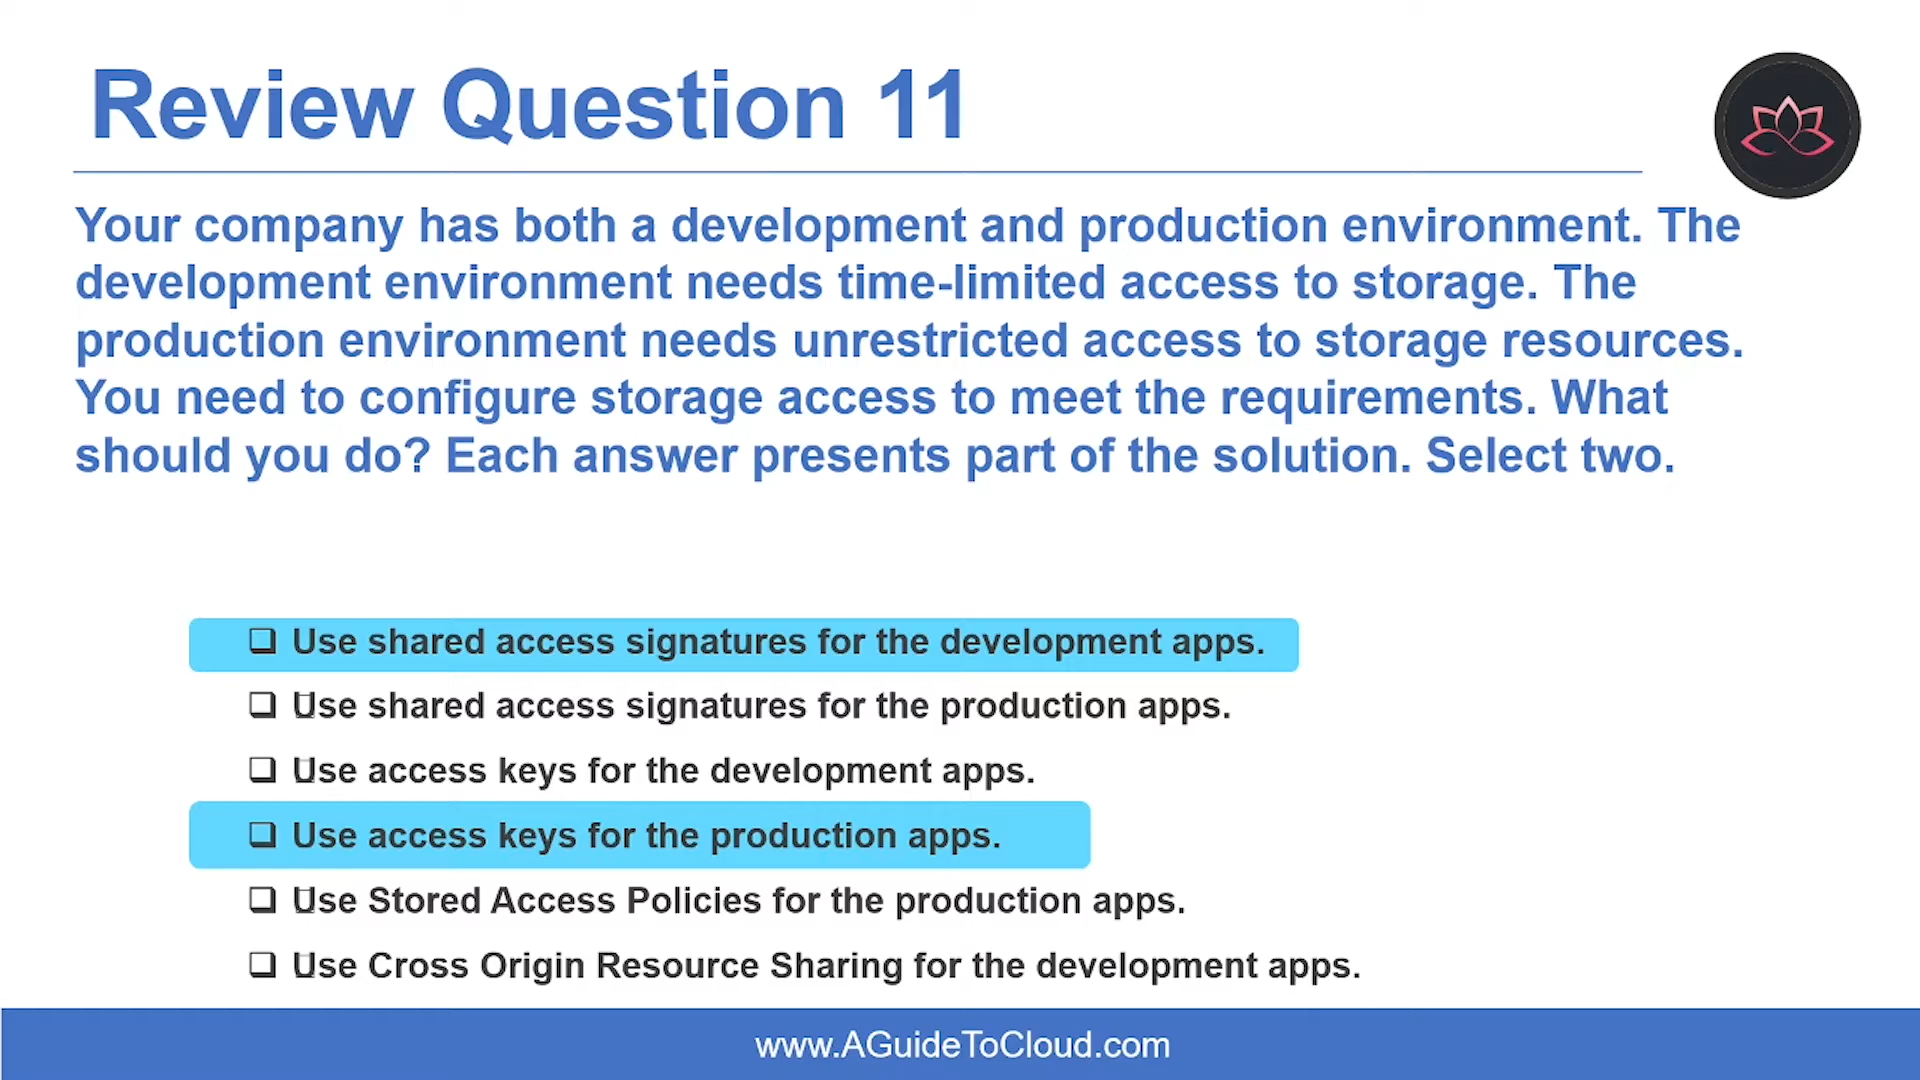 Review Question 11
Your company has both a development and production environment. The
development environment needs time-limited access to storage. The
production environment needs unrestricted access to storage resources.
You need to configure storage access to meet the requirements. What
should you do? Each answer presents part of the solution. Select two.
❑ Use shared access signatures for the development apps.
❑ Use shared access signatures for the production apps.
❑ Use access keys for the development apps.
❑ Use access keys for the production apps.
❑ Use Stored Access Policies for the production apps.
❑ Use Cross Origin Resource Sharing for the development apps.
www.AGuideToCloud.com